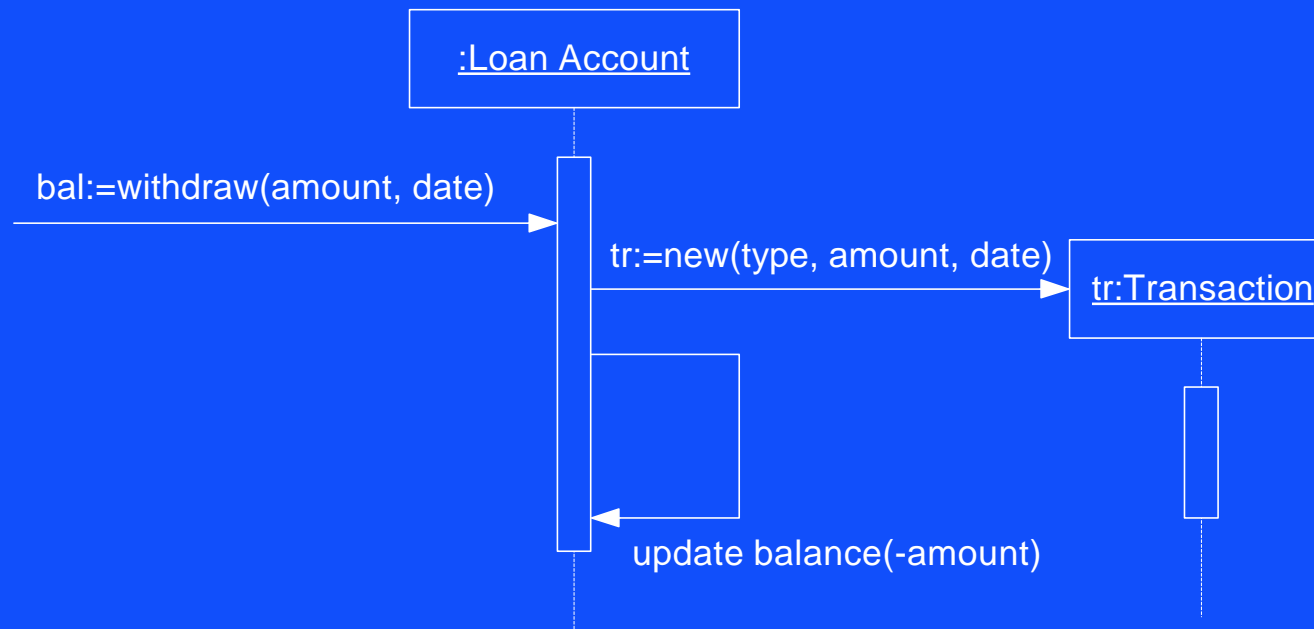 :Loan Account
bal:=withdraw(amount, date)
tr:=new(type, amount, date)
tr:Transaction
update balance(-amount)